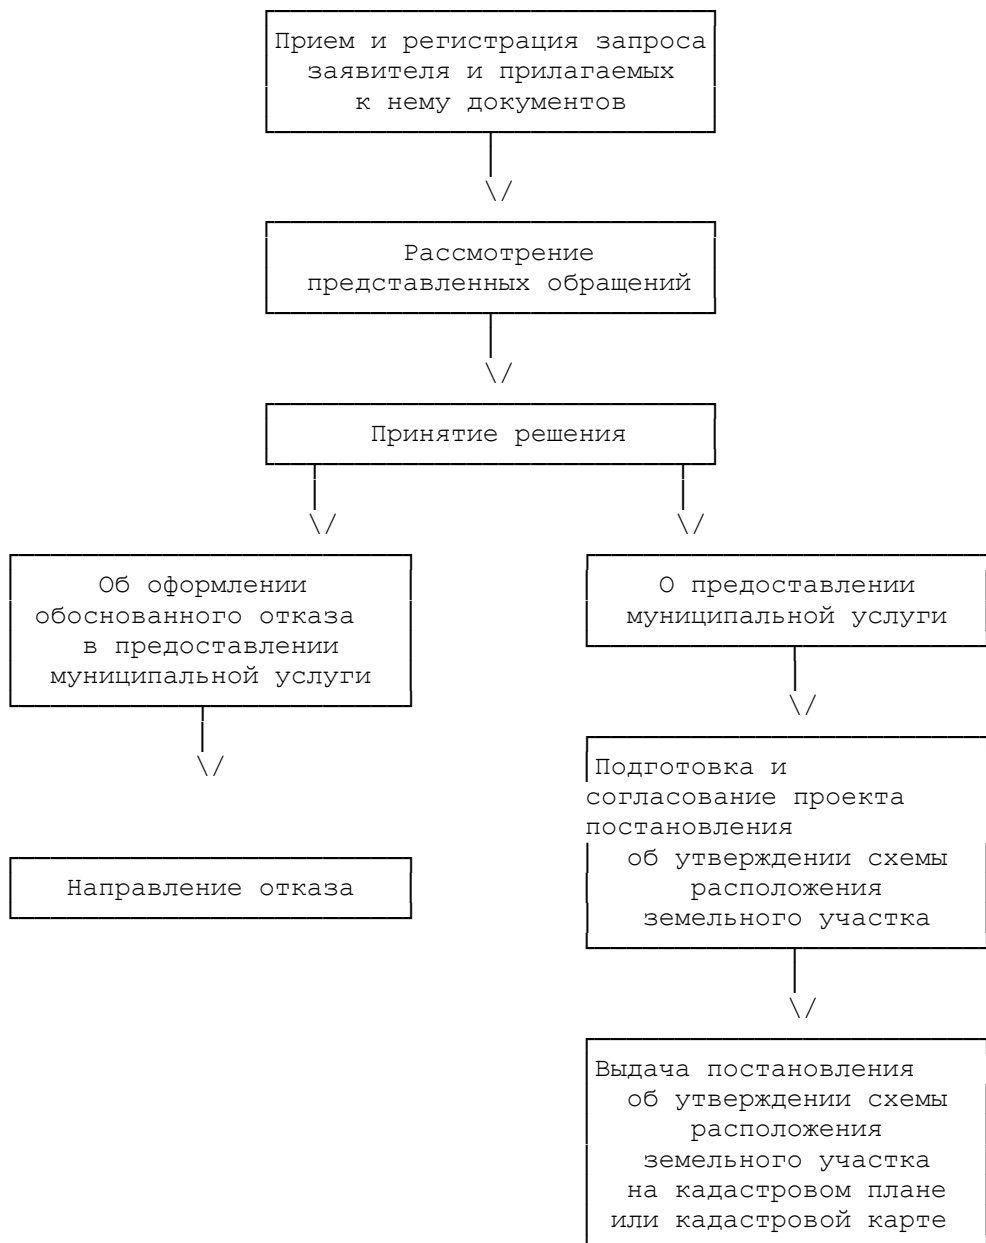 Прием и регистрация запроса
заявителя и прилагаемых
к нему документов
Рассмотрение
представленных обращений
Принятие решения
Об оформлении
обоснованного отказа
в предоставлении
муниципальной услуги
Направление отказа
О предоставлении
муниципальной услуги
Подготовка и
согласование проекта
постановления
об утверждении схемы
расположения
земельного участка
Выдача постановления
об утверждении схемы
расположения
земельного участка
на кадастровом плане
или кадастровой карте